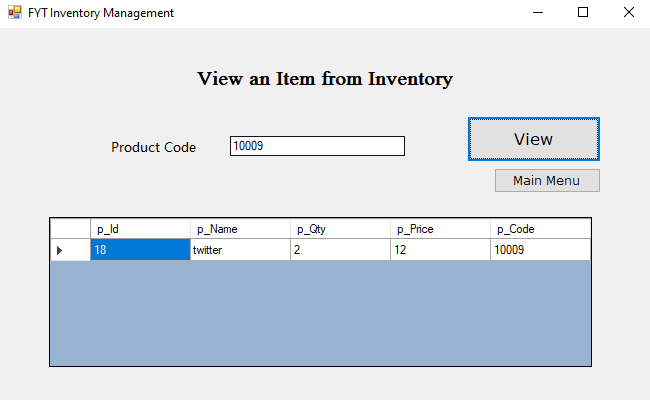 FYT Inventory Management
View an Item from Inventory
Product Code 10009 View
Main Menu
p_Id p_Name p_Qty p_Price p_Code
18 twitter 2 12 10009